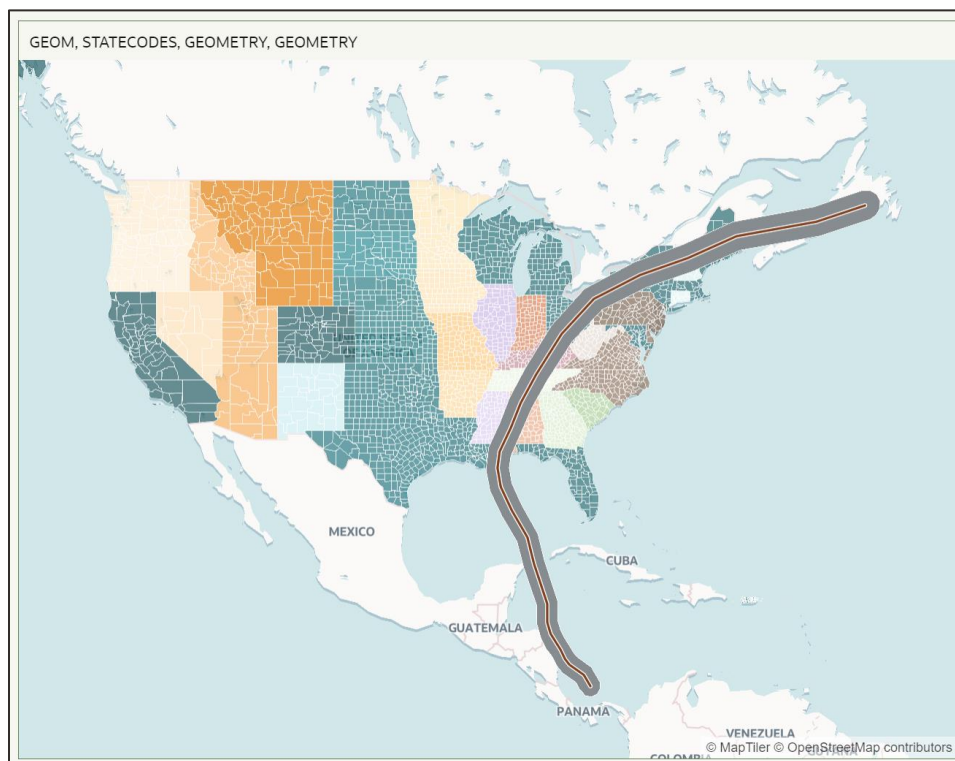 GEOM, STATECODES, GEOMETRY, GEOMETRY
MEXICO
CUBA
GUATEMALA
PANAMA
VENEZUELA
© MapTiler © OpenStreetMap contributors